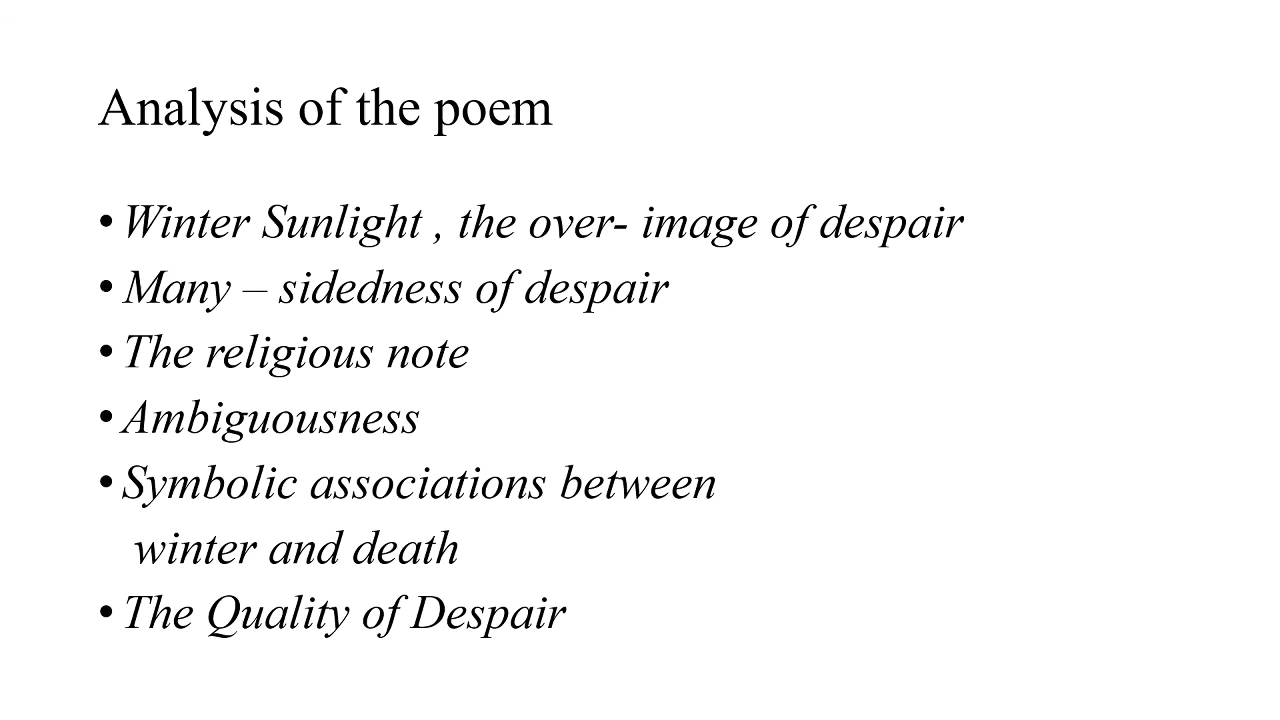 Analysis of the poem
• Winter Sunlight , the over- image of despair
• Many – sidedness of despair
• The religious note
• Ambiguousness
• Symbolic associations between
winter and death
• The Quality of Despair